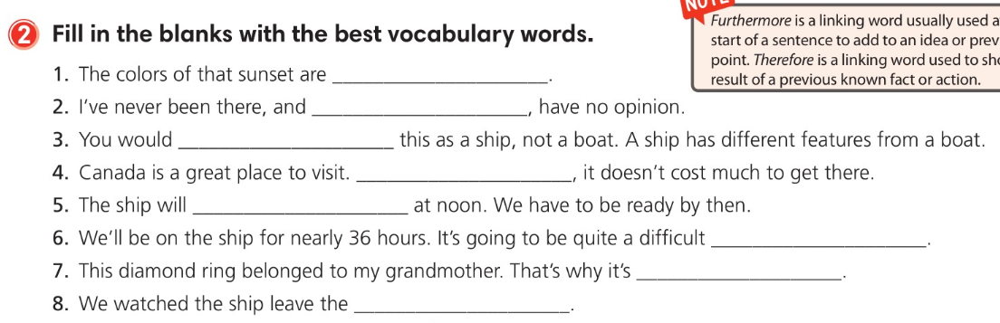 NOTE
2 Fill in the blanks with the best vocabulary words.
Furthermore is a linking word usually used
start of a sentence to add to an idea or
point. Therefore is a linking word used to
result of a previous known fact or action.
1. The colors of that sunset are ____________________.
2. I've never been there, and ____________________, have no opinion.
3. You would ____________________ this as a ship, not a boat. A ship has different features from a boat.
4. Canada is a great place to visit. ____________________, it doesn't cost much to get there.
5. The ship will ____________________ at noon. We have to be ready by then.
6. We'll be on the ship for nearly 36 hours. It's going to be quite a difficult ____________________.
7. This diamond ring belonged to my grandmother. That's why it's ____________________.
8. We watched the ship leave the ____________________.